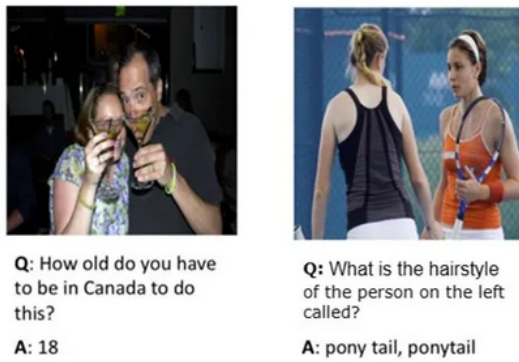 Q: How old do you have
to be in Canada to do
this?
A: 18
Q: What is the hairstyle
of the person on the left
called?
A: pony tail, ponytail